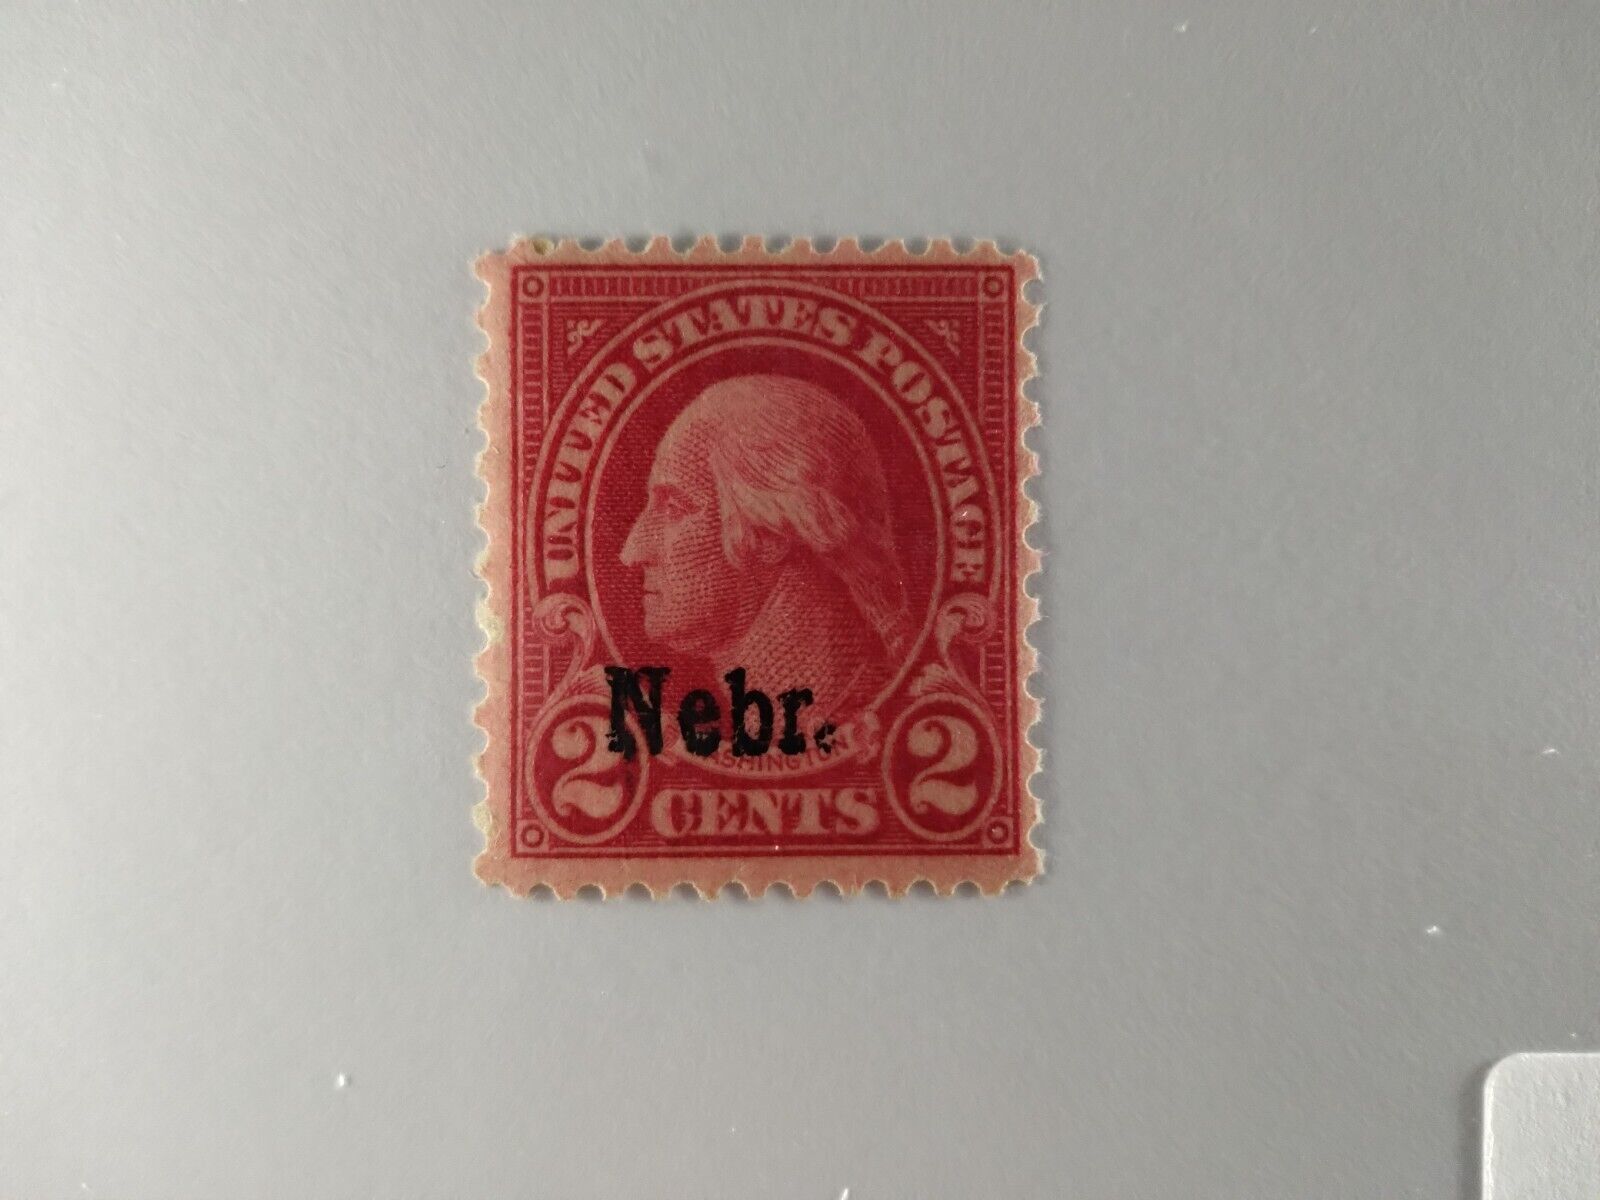 UNITED STATES POSTAGE
Nebr.
WASHINGTON
2 CENTS 2